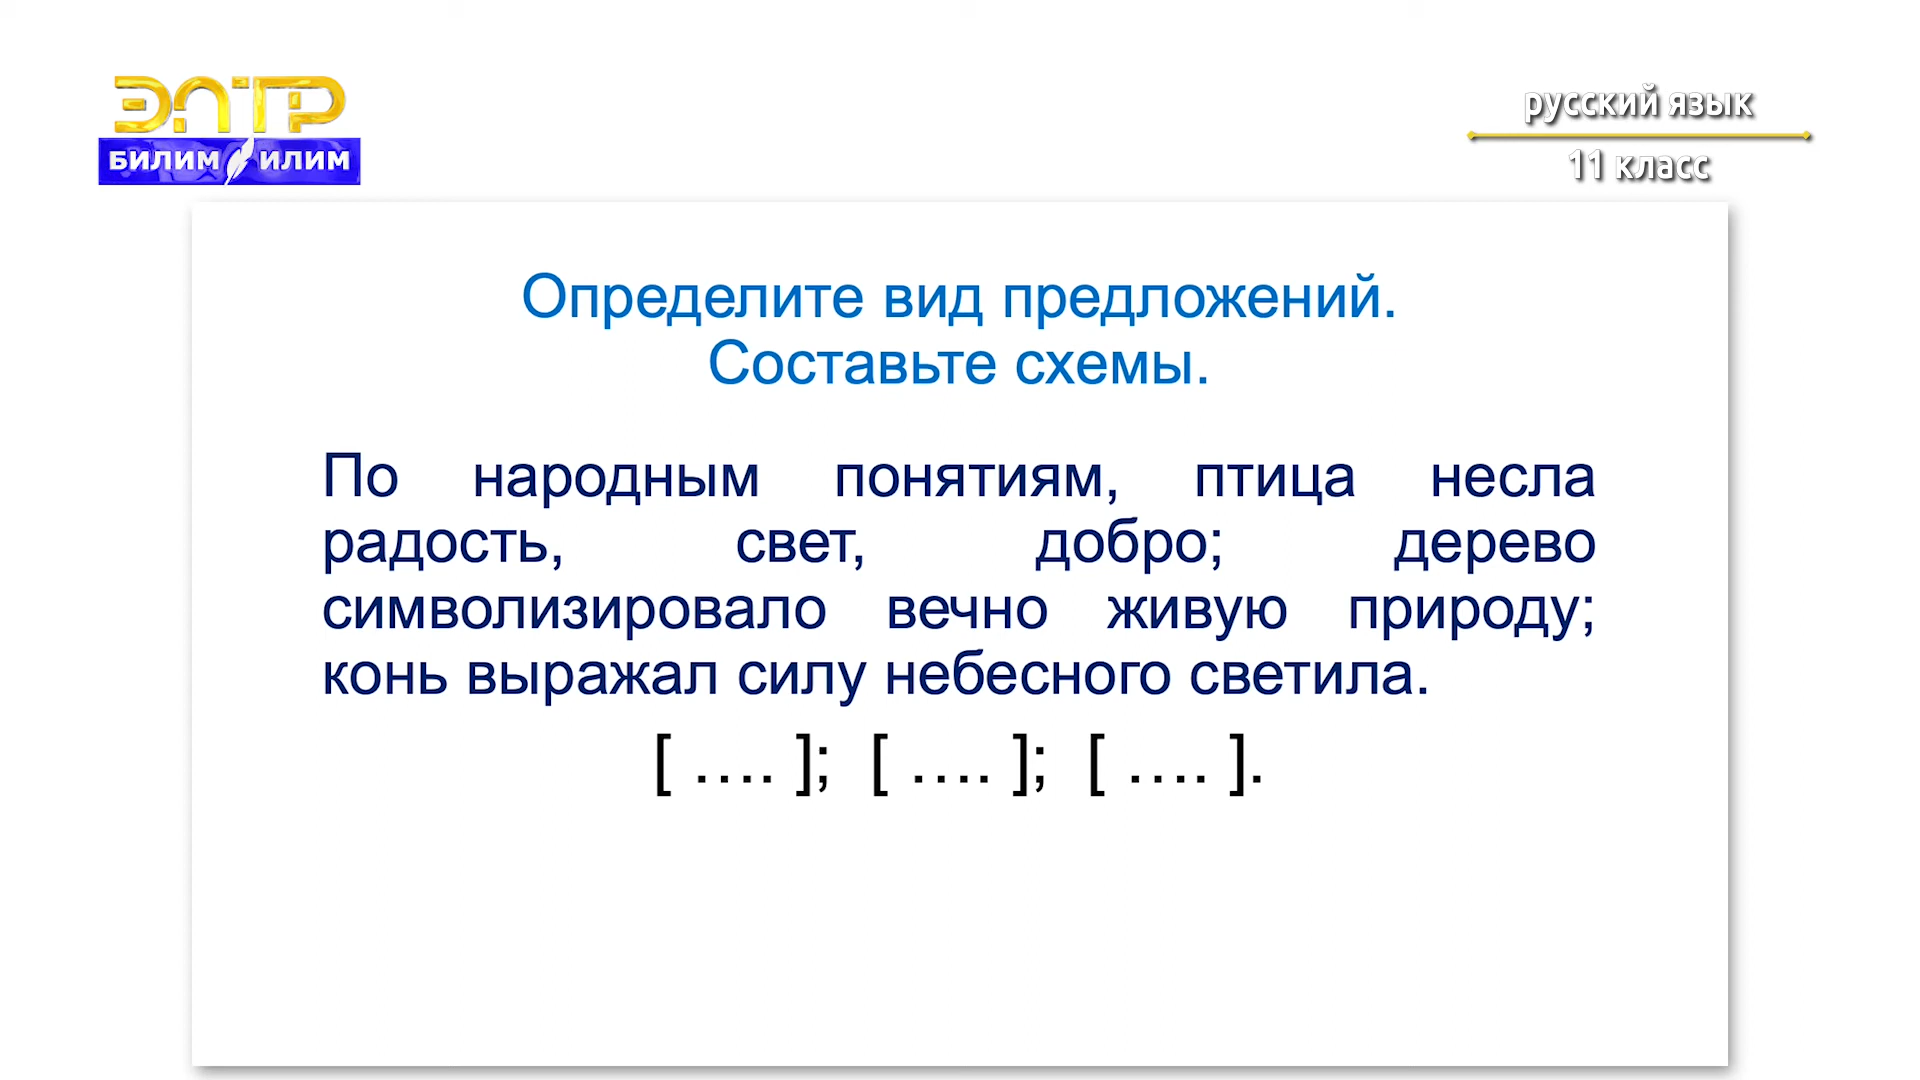 ЭЛТР
БИЛИМ ИЛИМ
русский язык
11 класс
Определите вид предложений.
Составьте схемы.
По народным понятиям, птица несла
радость, свет, добро; дерево
символизировало вечно живую природу;
конь выражал силу небесного светила.
[ .... ]; [ .... ]; [ .... ].